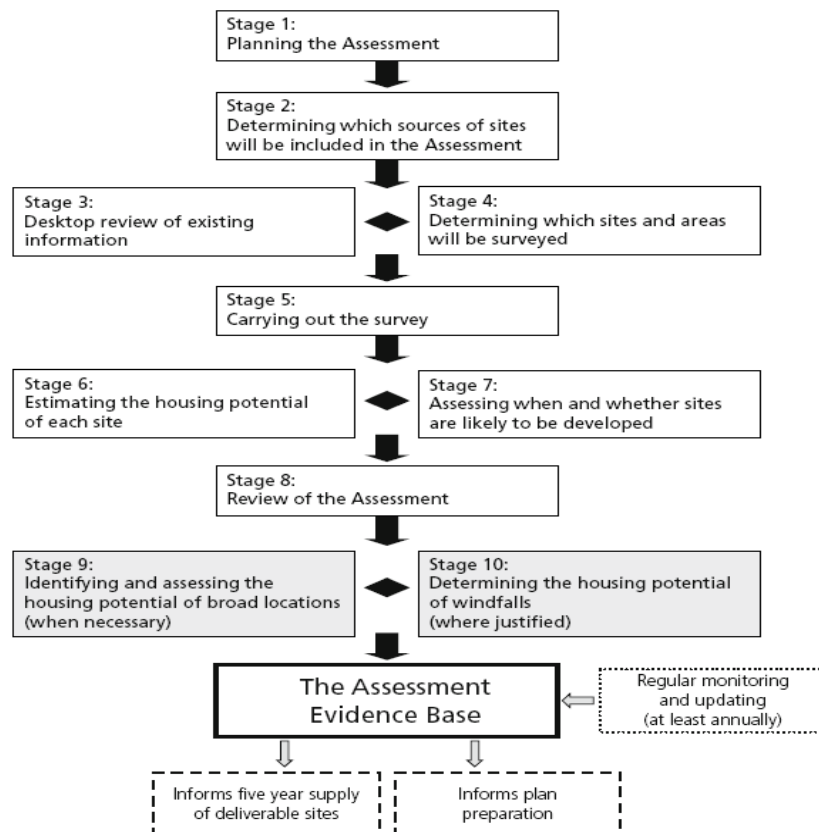 Stage 1:
Planning the Assessment
Stage 2:
Determining which sources of sites
will be included in the Assessment
Stage 3:
Desktop review of existing
information
Stage 4:
Determining which sites and areas
will be surveyed
Stage 5:
Carrying out the survey
Stage 6:
Estimating the housing potential
of each site
Stage 7:
Assessing when and whether sites
are likely to be developed
Stage 8:
Review of the Assessment
Stage 9:
Identifying and assessing the
housing potential of broad locations
(when necessary)
Stage 10:
Determining the housing potential
of windfalls
(where justified)
The Assessment
Evidence Base
Regular monitoring
and updating
(at least annually)
Informs five year supply
of deliverable sites
Informs plan
preparation